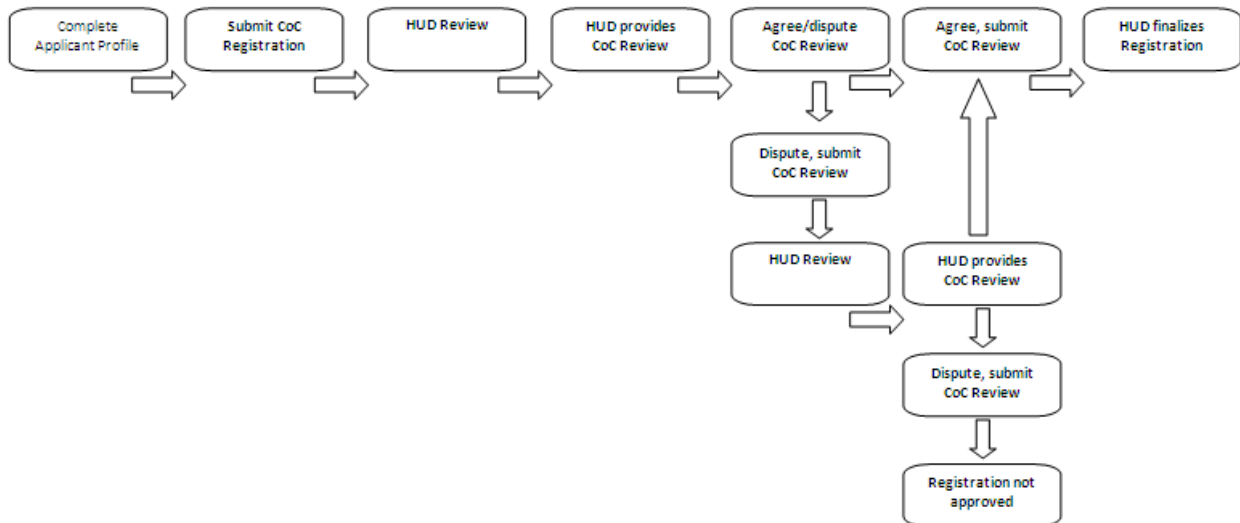 Complete
Applicant Profile
Submit CoC
Registration
HUD Review
HUD provides
CoC Review
Agree/dispute
CoC Review
Agree, submit
CoC Review
HUD finalizes
Registration
Dispute, submit
CoC Review
HUD Review
HUD provides
CoC Review
Dispute, submit
CoC Review
Registration not
approved